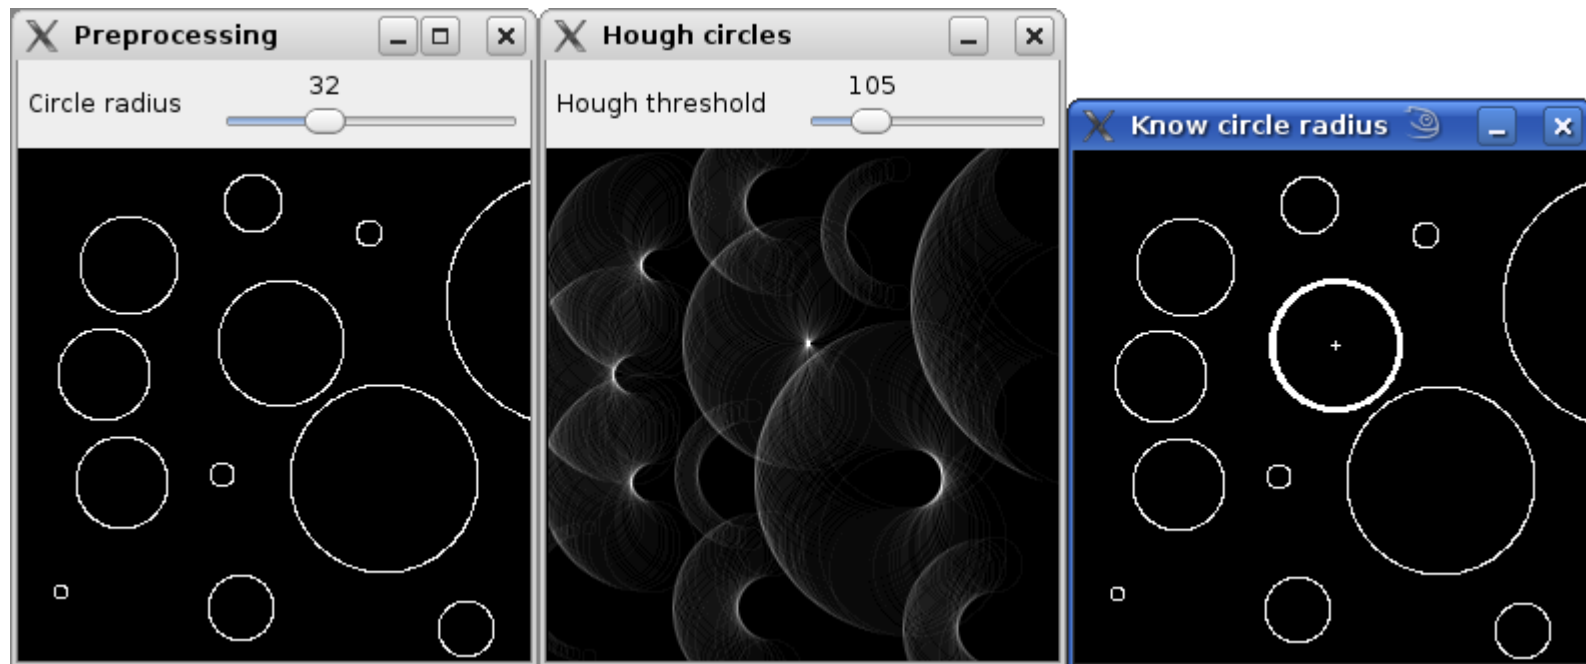 Preprocessing
32
Circle radius
Hough circles
105
Hough threshold
Know circle radius